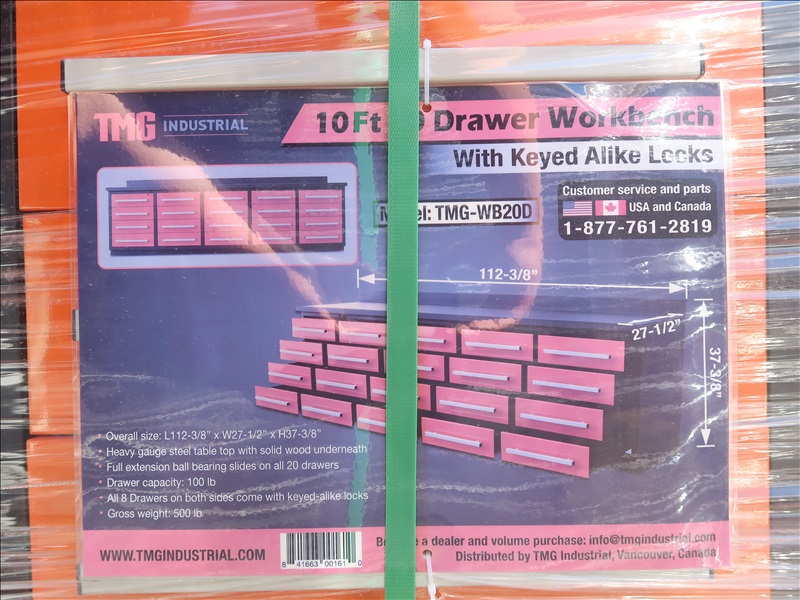 TMG INDUSTRIAL
10Ft Drawer Workbench
With Keyed Alike Locks
Customer service and parts
USA and Canada
1-877-761-2819
TMG-WB20D
112-3/8"
27-1/2"
37-3/8"
• Overall size: L112-3/8" x W27-1/2" x H37-3/8"
• Heavy gauge steel table top with solid wood underneath
• Full extension ball bearing slides on all 20 drawers
• Drawer capacity: 100 lb
• All 8 Drawers on both sides come with keyed-alike locks
• Gross weight: 500 lb
WWW.TMGINDUSTRIAL.COM
8 41663 00161 0
a dealer and volume purchase: info@tmgindustrial.com
Distributed by TMG Industrial, Vancouver, Canada